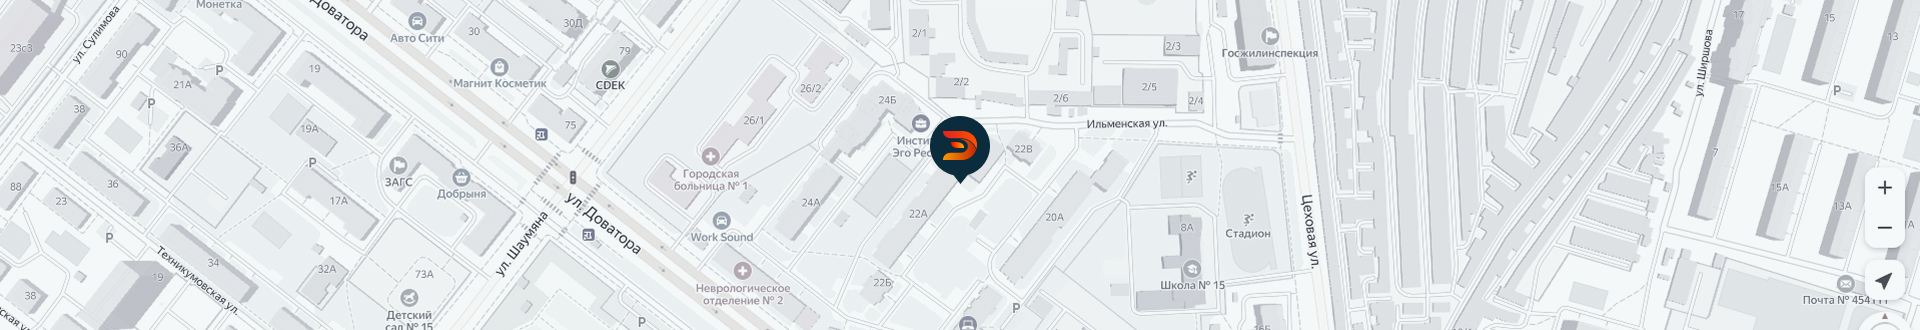 Монетка
ул. Сулимова
Доватора
23с3
90
Авто Сити
30
30Д
79
CDEK
Магнит Косметик
P
21А
19
38
P
19А
75
36А
P
88
36
23
ЗАГС
Добрыня
17А
P
Техникумовская ул.
34
32А
19
38
73А
Детский
сад № 15
ул. Шаумяна
ул. Доватора
26/2
26/1
Городская
больница № 1
24А
24Б
Work Sound
Неврологическое
отделение № 2
P
22А
22Б
2/1
2/2
2/3
2/5
2/6
2/4
Ильменская ул.
22В
20А
P
8А
Школа № 15
Стадион
16Б
Госжилинспекция
Цеховая ул.
ул. Ширшова
17
15
13
P
7
15А
13А
Почта № 454111
+
−